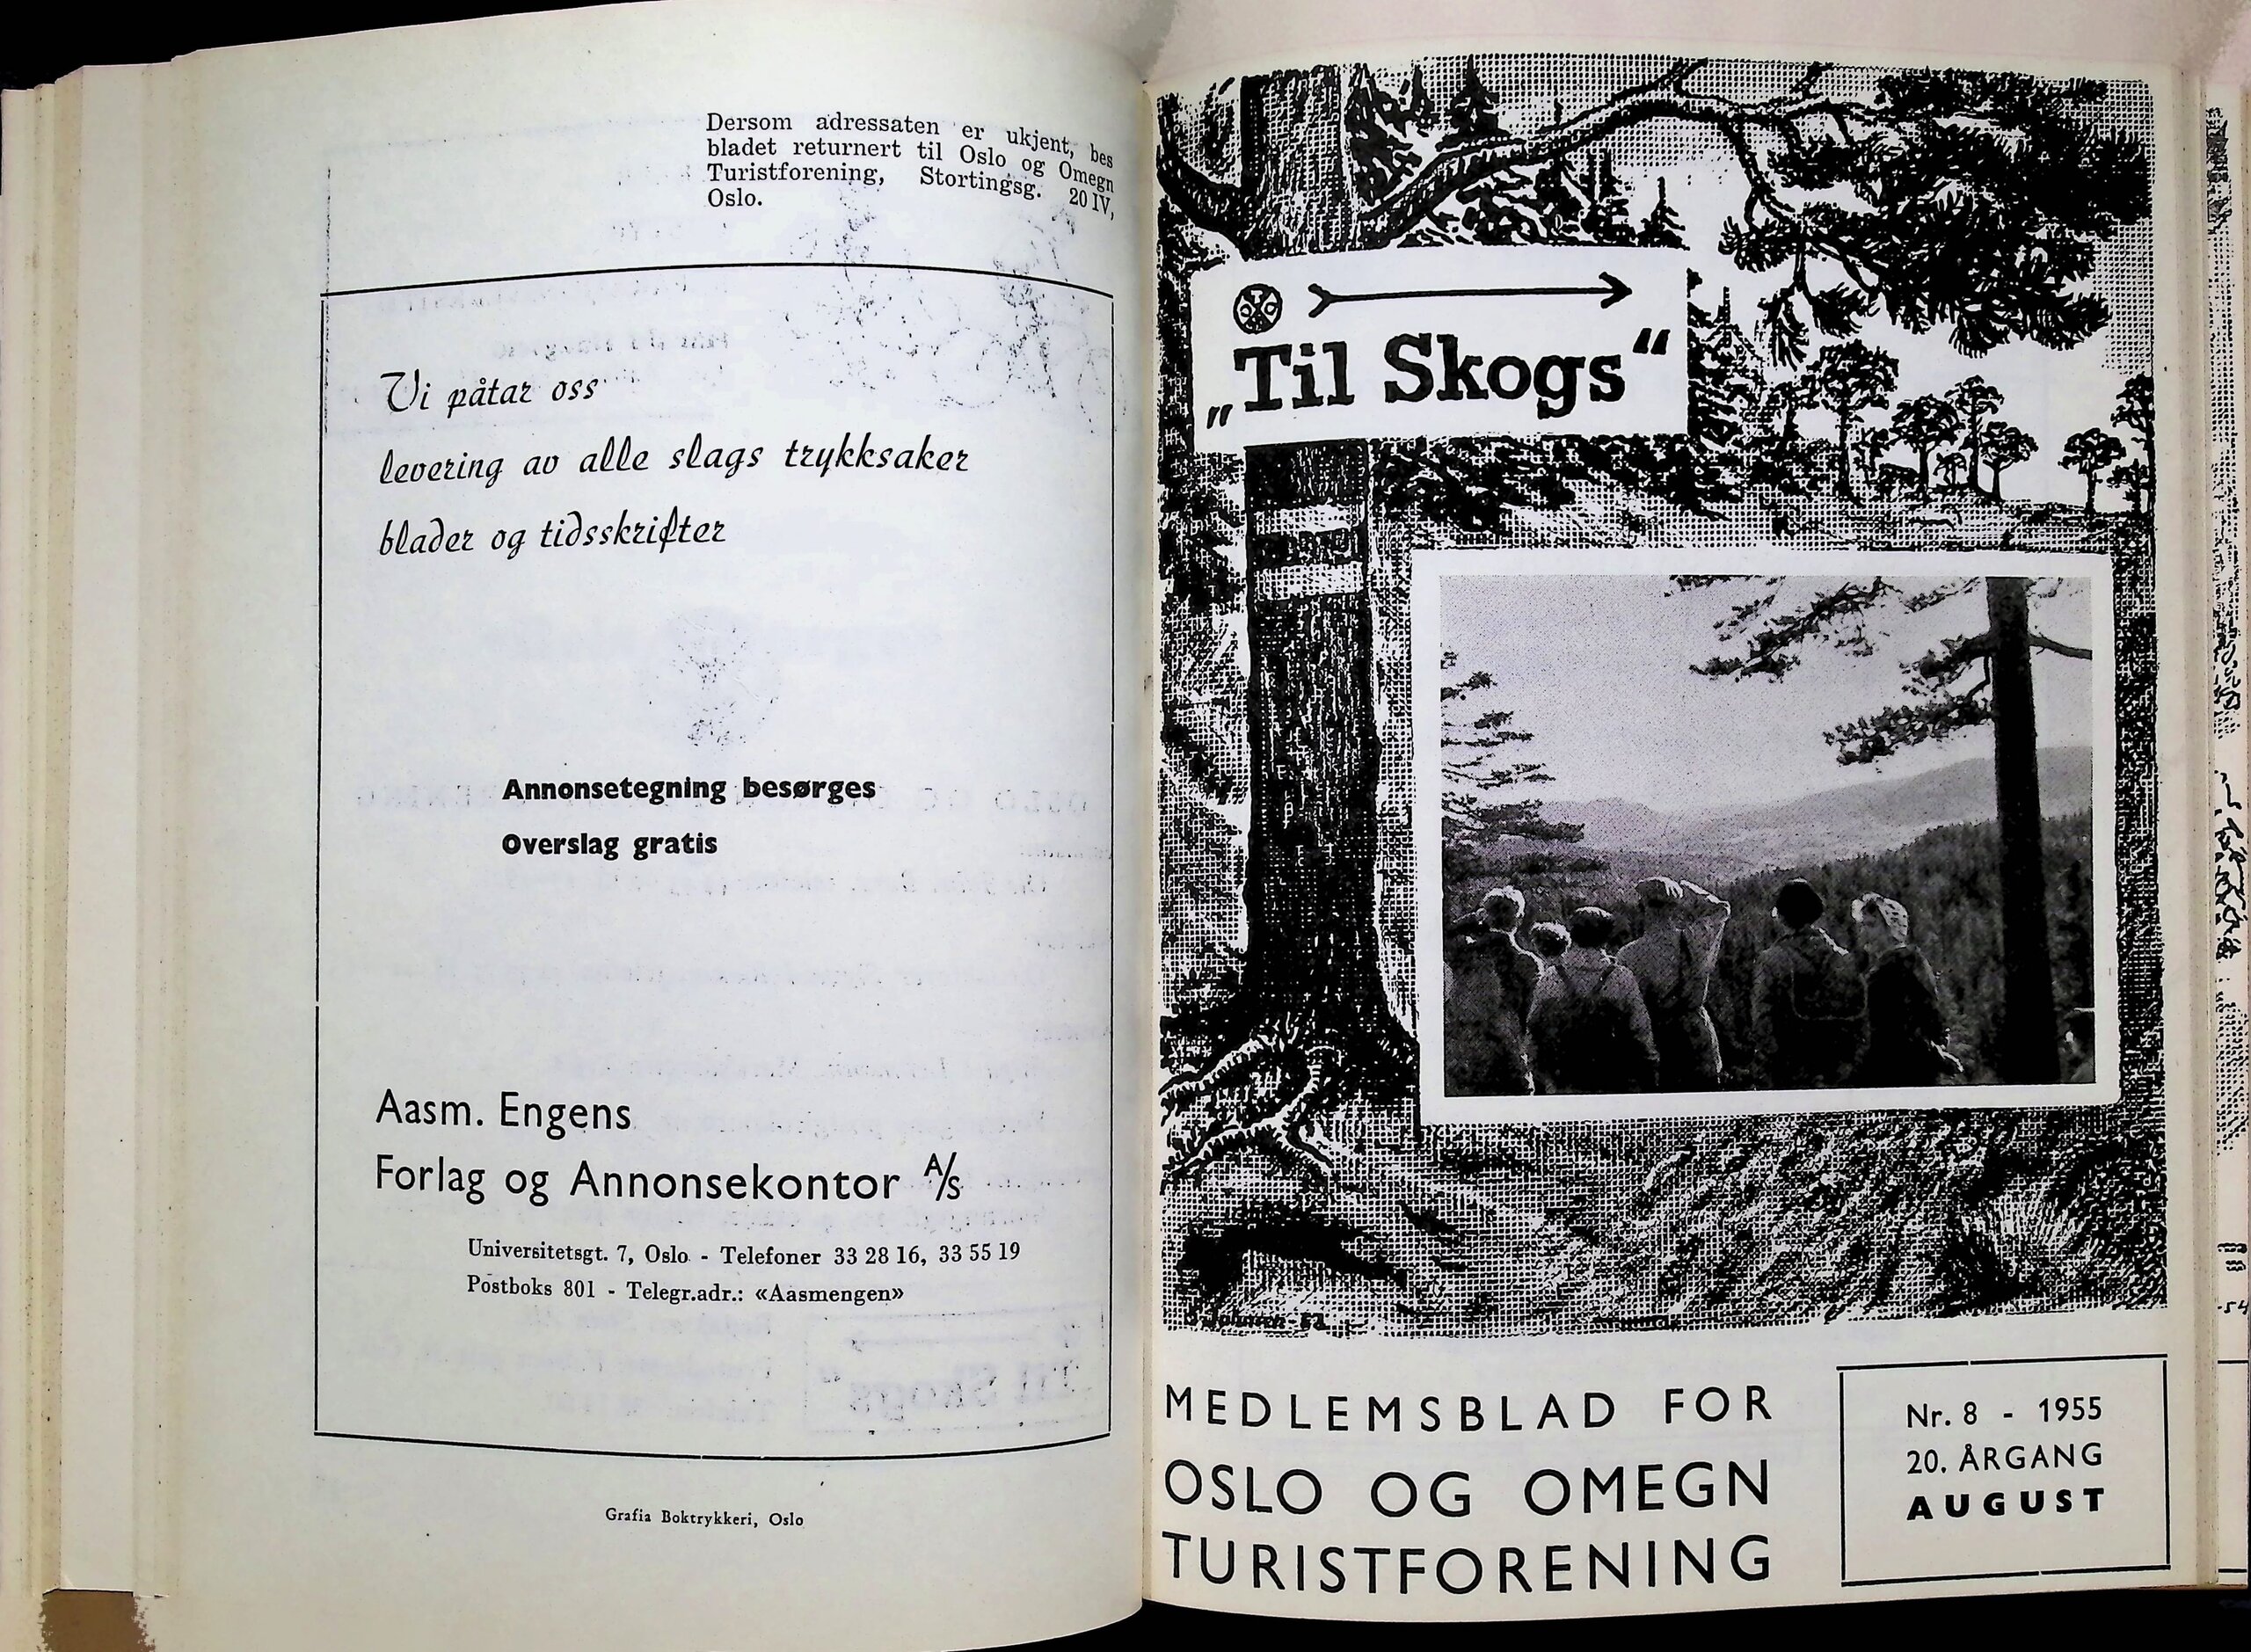 Dersom adressaten er ukjent, bes
bladet returnert til Oslo og Omegn
Turistforening, Stortingsg. 20 IV,
Oslo.
Vi påtar oss
levering av alle slags trykksaker
blader og tidsskrifter
Annonsetegning besørges
Overslag gratis
Aasm. Engens
Forlag og Annonsekontor A/S
Universitetsgt. 7, Oslo - Telefoner 33 28 16, 33 55 19
Postboks 801 - Telegr.adr.: «Aasmengen»
Grafia Boktrykkeri, Oslo
„Til Skogs“
MEDLEMSBLAD FOR
OSLO OG OMEGN
TURISTFORENING
Nr. 8 - 1955
20. ÅRGANG
AUGUST